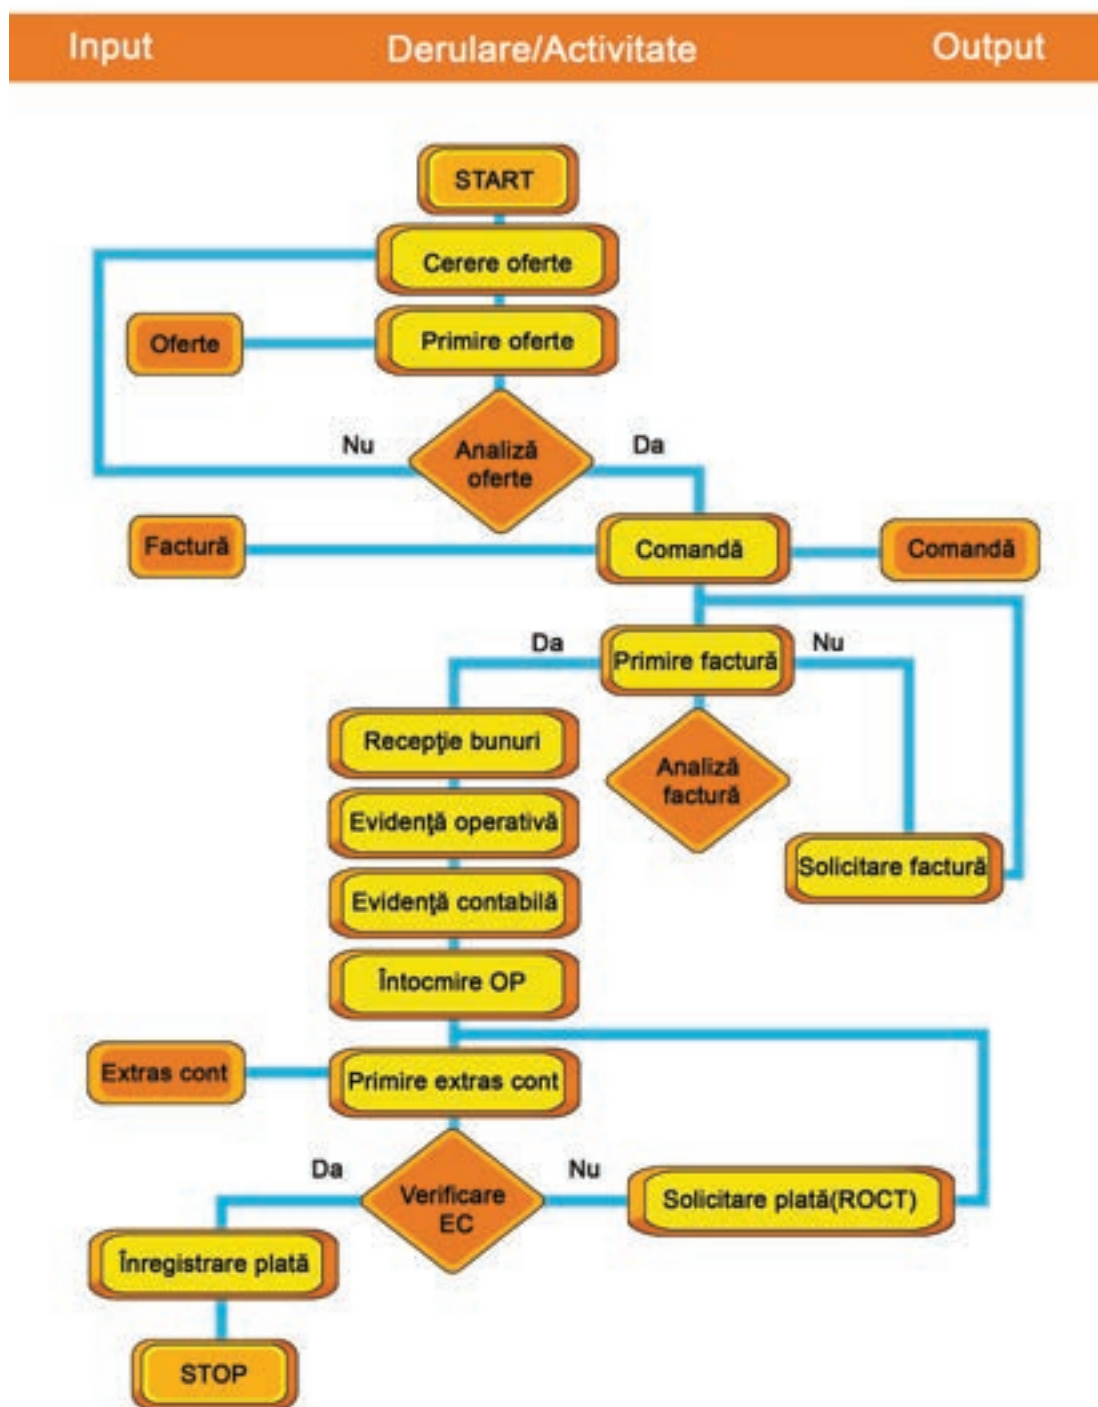 Input Derulare/Activitate Output
START
Cerere oferte
Oferte
Primire oferte
Nu
Analiză
oferte
Da
Factură
Comandă
Comandă
Da
Primire factură
Nu
Recepţie bunuri
Analiză
factură
Evidenţă operativă
Solicitare factură
Evidenţă contabilă
Întocmire OP
Extras cont
Primire extras cont
Da
Verificare
EC
Nu
Solicitare plată(ROCT)
Înregistrare plată
STOP